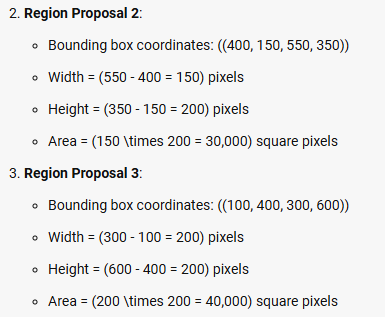 2. Region Proposal 2:
◦ Bounding box coordinates: ((400, 150, 550, 350))
◦ Width = (550 - 400 = 150) pixels
◦ Height = (350 - 150 = 200) pixels
◦ Area = (150 \times 200 = 30,000) square pixels
3. Region Proposal 3:
◦ Bounding box coordinates: ((100, 400, 300, 600))
◦ Width = (300 - 100 = 200) pixels
◦ Height = (600 - 400 = 200) pixels
◦ Area = (200 \times 200 = 40,000) square pixels